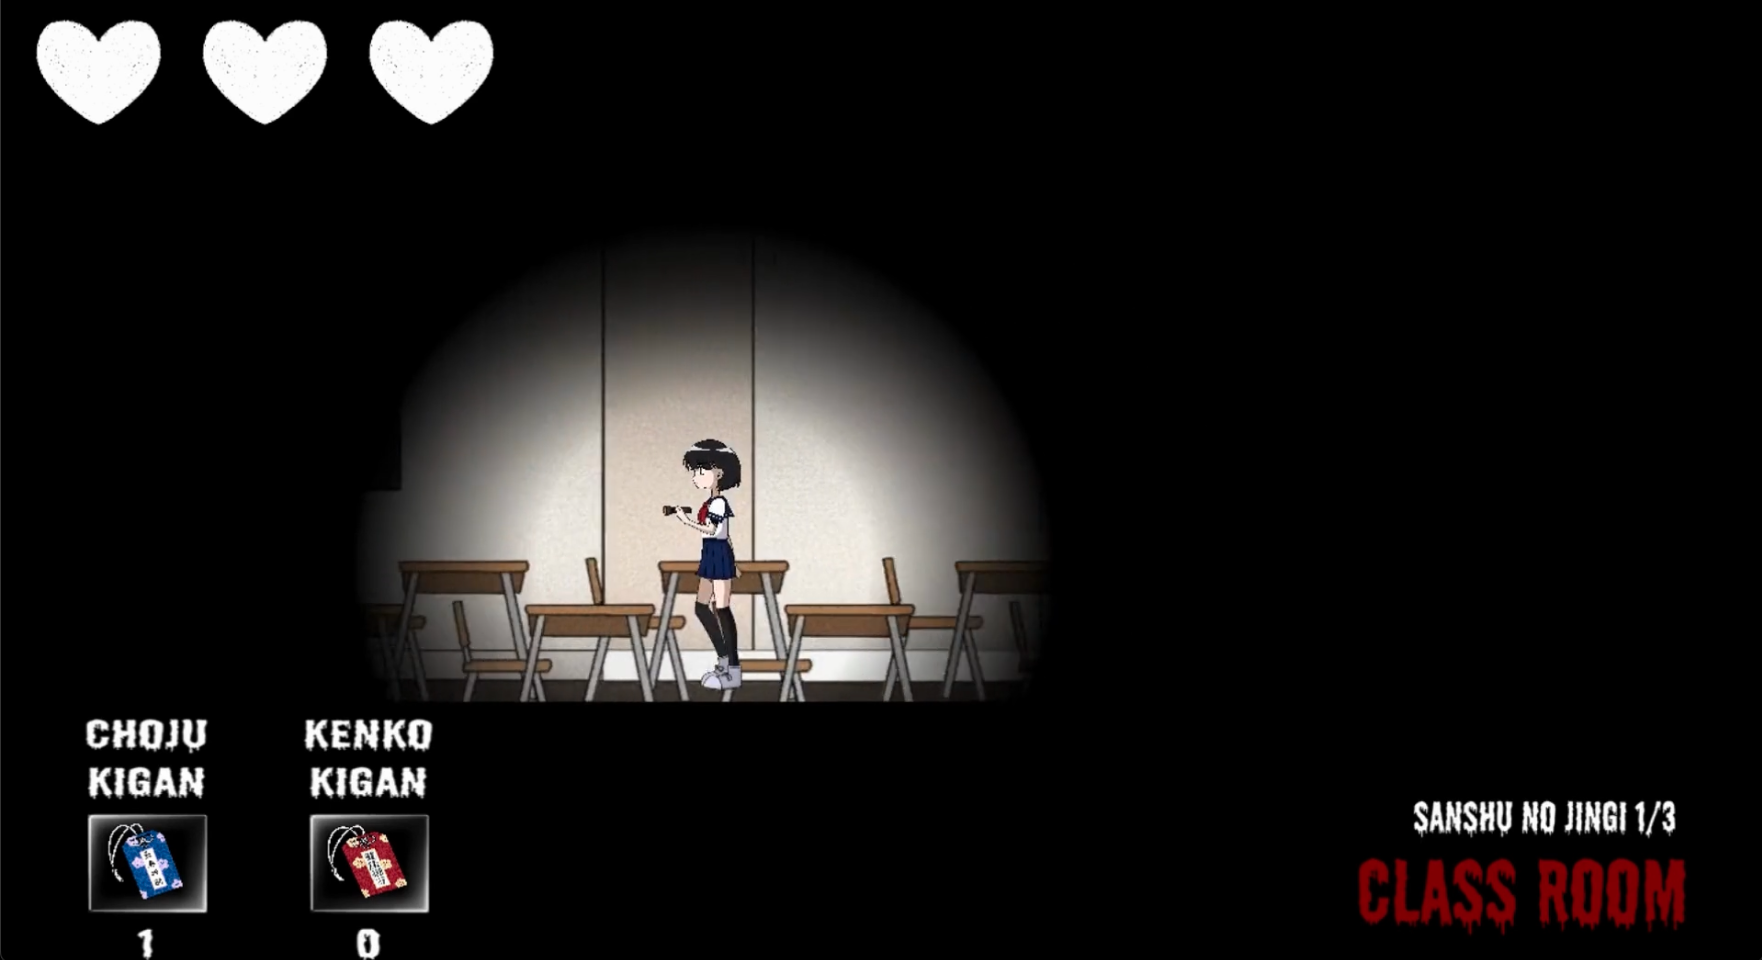 CHOJU
KIGAN
1
KENKO
KIGAN
0
SANSHU NO JINGI 1/3
CLASS ROOM